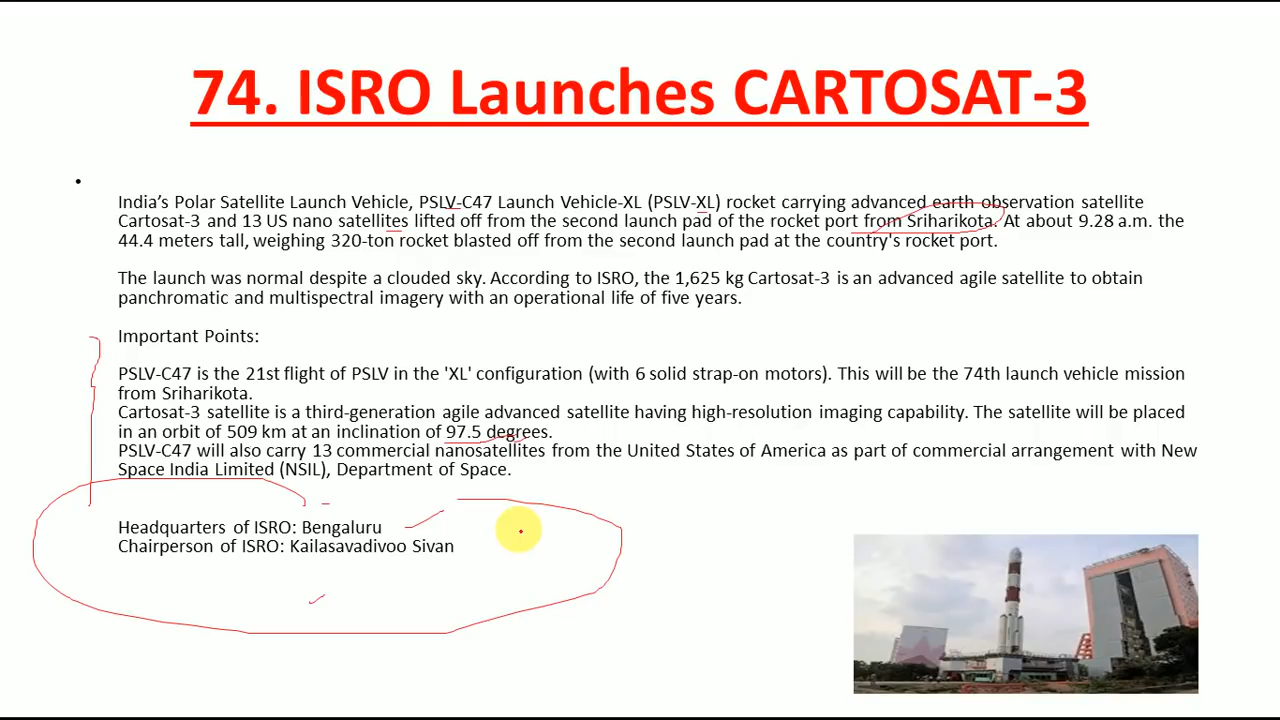 74. ISRO Launches CARTOSAT-3
India’s Polar Satellite Launch Vehicle, PSLV-C47 Launch Vehicle-XL (PSLV-XL) rocket carrying advanced earth observation satellite
Cartosat-3 and 13 US nano satellites lifted off from the second launch pad of the rocket port from Sriharikota. At about 9.28 a.m. the
44.4 meters tall, weighing 320-ton rocket blasted off from the second launch pad at the country's rocket port.
The launch was normal despite a clouded sky. According to ISRO, the 1,625 kg Cartosat-3 is an advanced agile satellite to obtain
panchromatic and multispectral imagery with an operational life of five years.
Important Points:
PSLV-C47 is the 21st flight of PSLV in the 'XL' configuration (with 6 solid strap-on motors). This will be the 74th launch vehicle mission
from Sriharikota.
Cartosat-3 satellite is a third-generation agile advanced satellite having high-resolution imaging capability. The satellite will be placed
in an orbit of 509 km at an inclination of 97.5 degrees.
PSLV-C47 will also carry 13 commercial nanosatellites from the United States of America as part of commercial arrangement with New
Space India Limited (NSIL), Department of Space.
Headquarters of ISRO: Bengaluru
Chairperson of ISRO: Kailasavadivoo Sivan